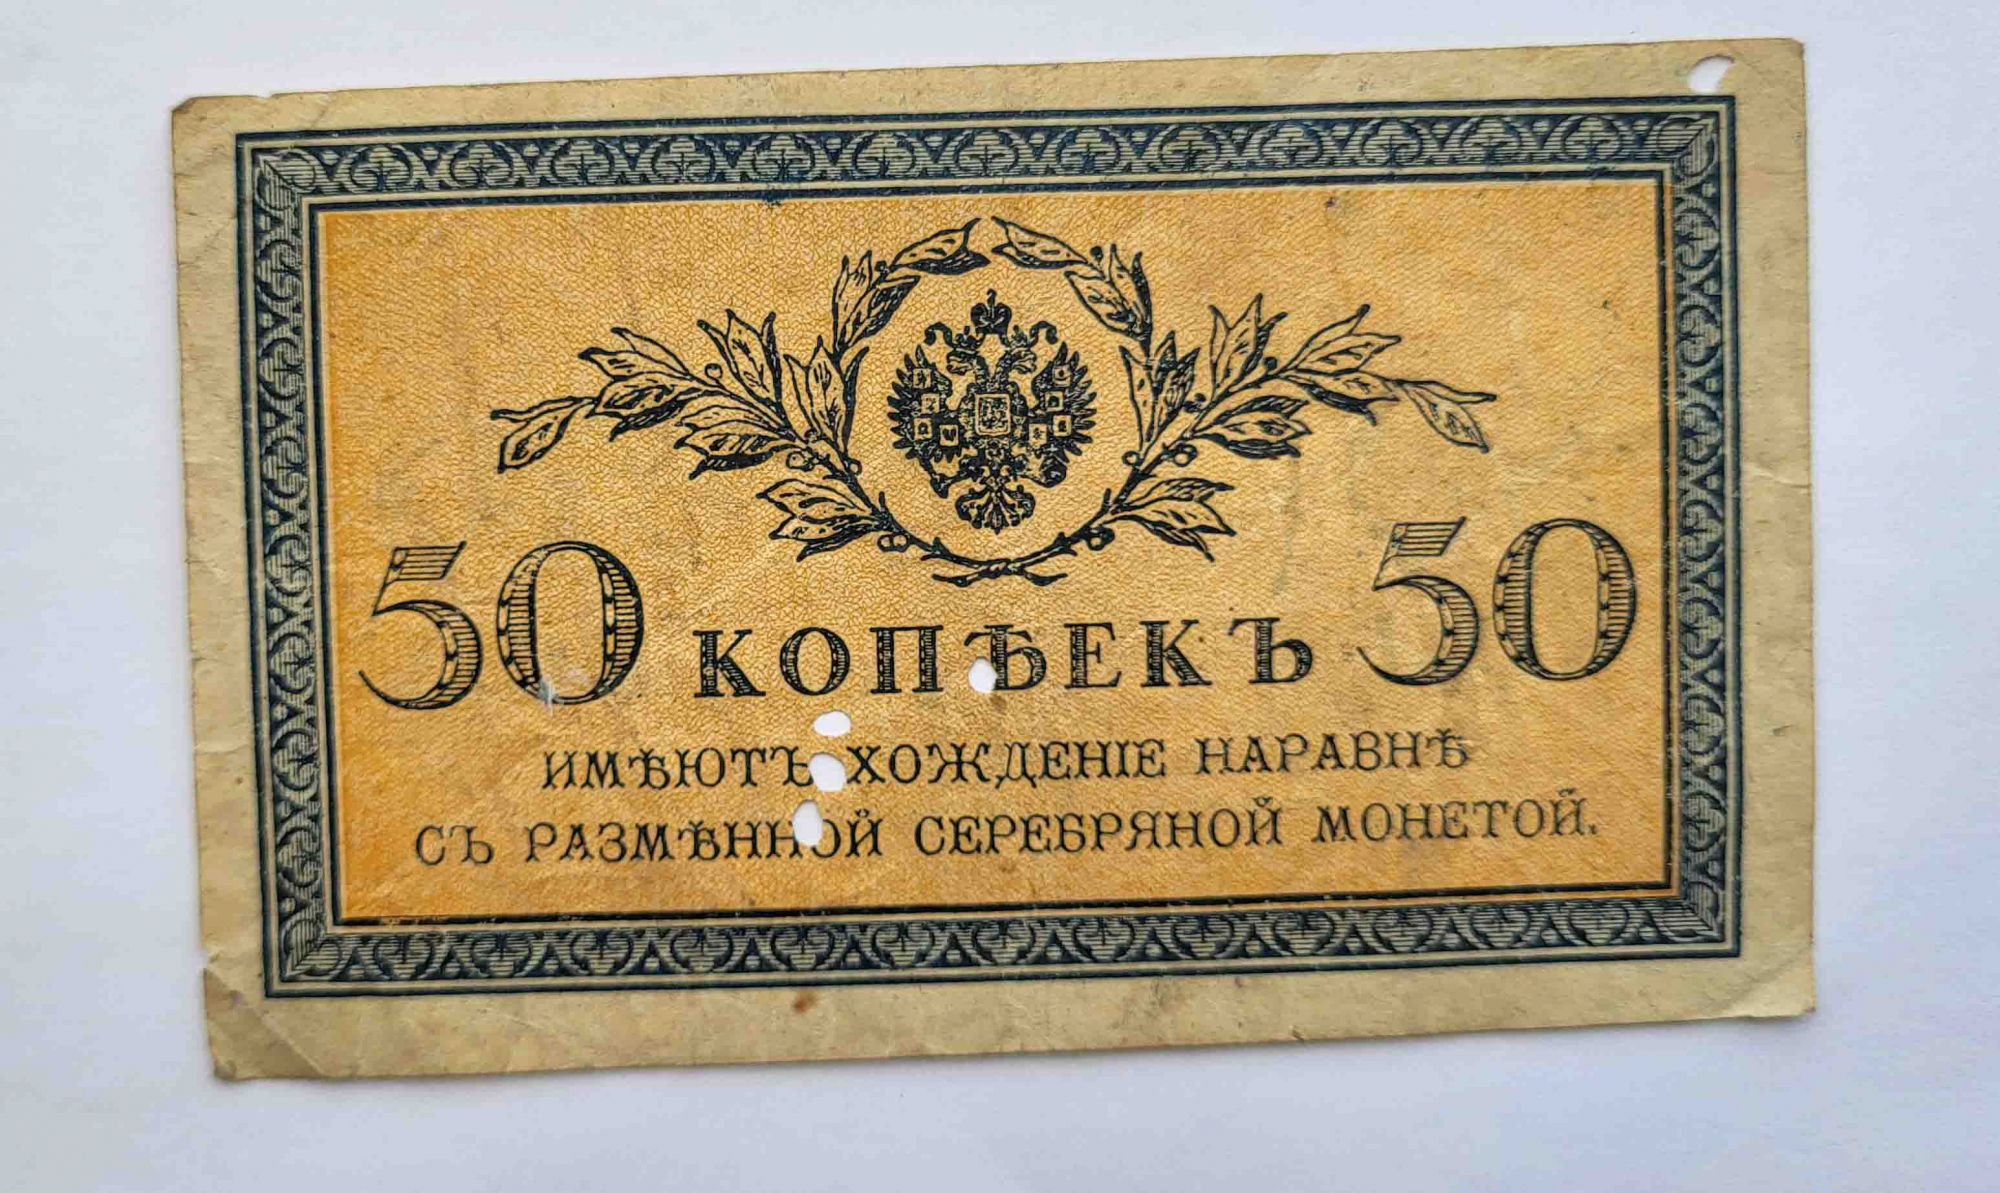 50 КОПѢЕКЪ 50
ИМѢЮТЪ ХОЖДЕНІЕ НАРАВНѢ
СЪ РАЗМѢННОЙ СЕРЕБРЯНОЙ МОНЕТОЙ.